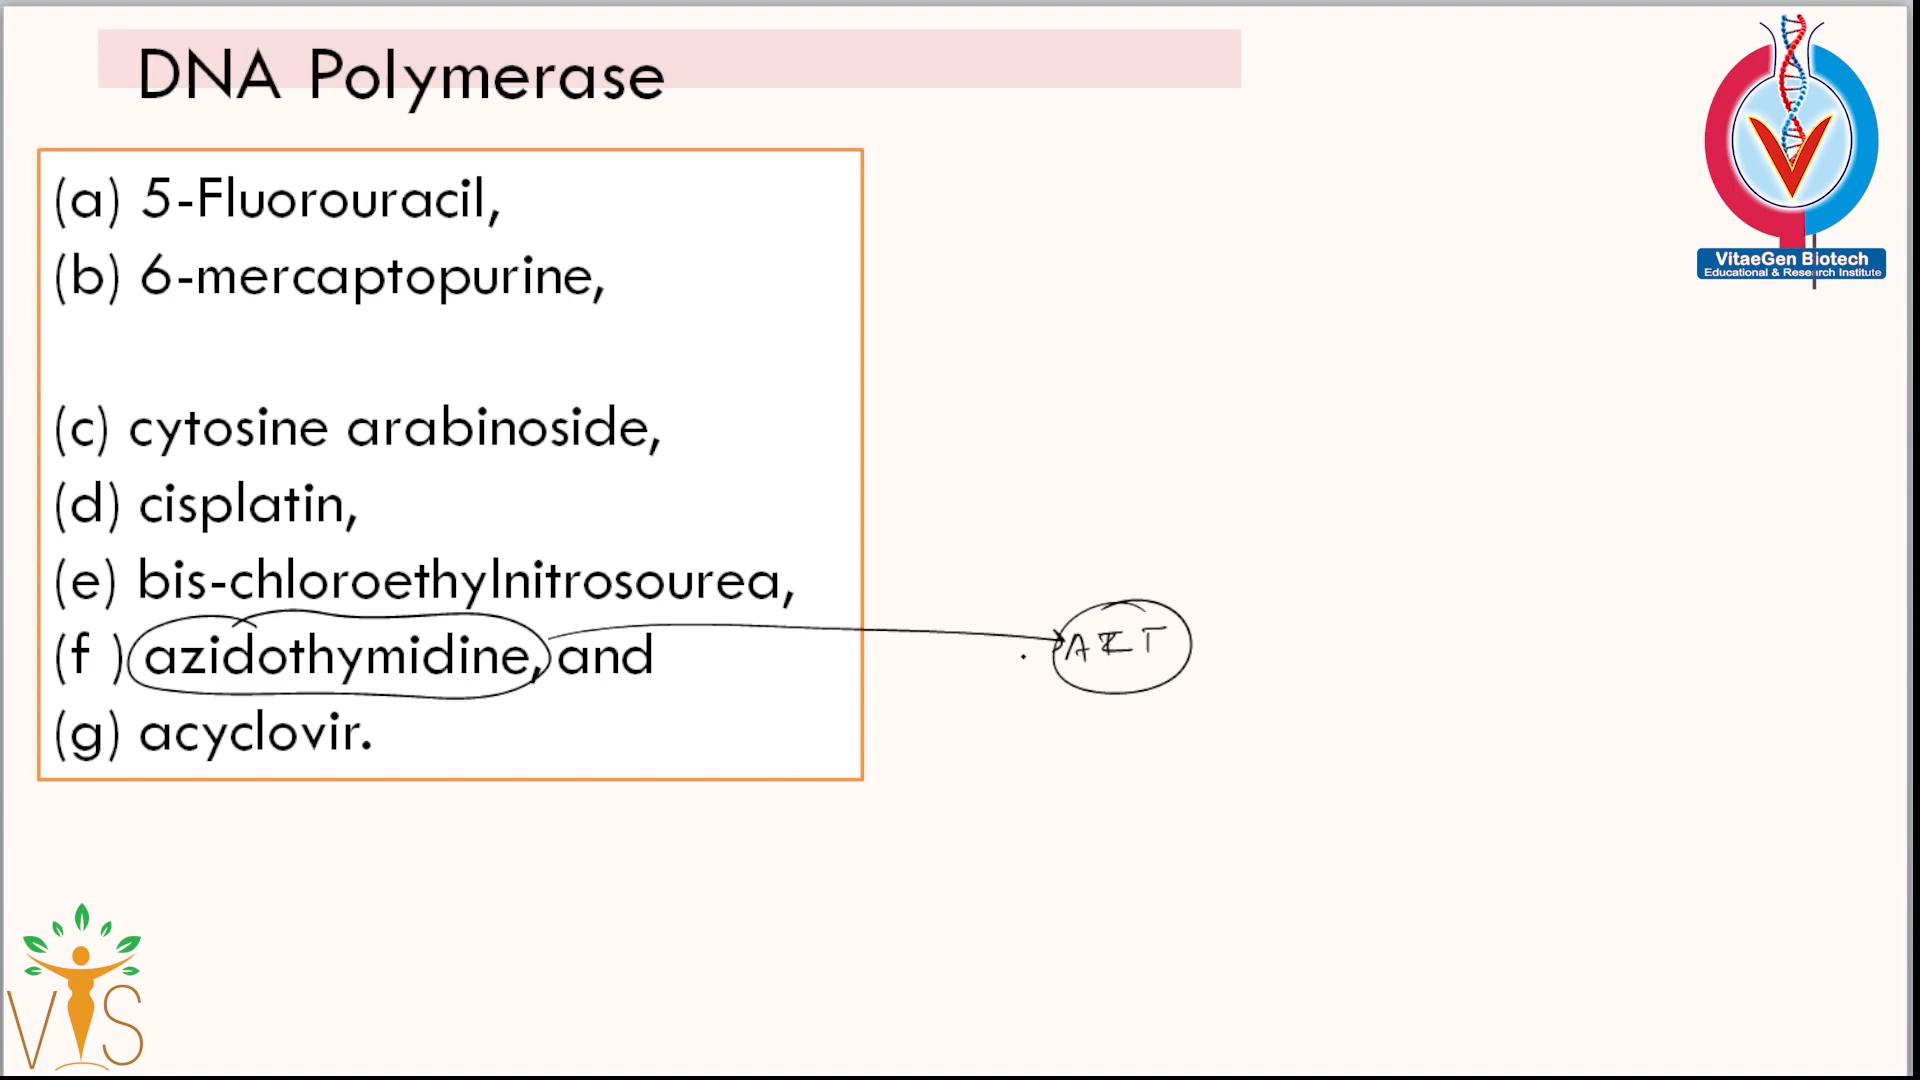 DNA Polymerase
(a) 5-Fluorouracil,
(b) 6-mercaptopurine,
(c) cytosine arabinoside,
(d) cisplatin,
(e) bis-chloroethylnitrosourea,
(f ) azidothymidine, and
AZT
(g) acyclovir.
VitaeGen Biotech
Educational & Research Institute
VIS